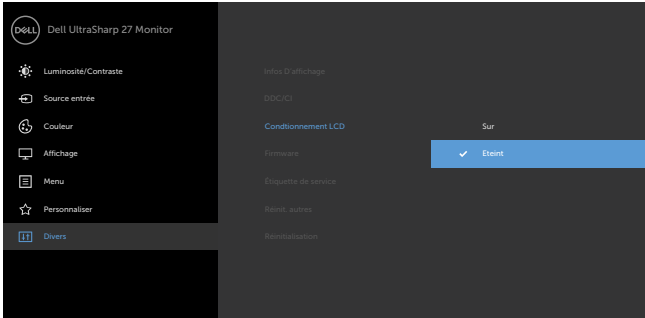 DELL Dell UltraSharp 27 Monitor
Luminosité/Contraste
Source entrée
Couleur
Affichage
Menu
Personnaliser
Divers
Infos D'affichage
DDC/CI
Condtionnement LCD
Firmware
Étiquette de service
Réinit. autres
Réinitialisation
Sur
Eteint